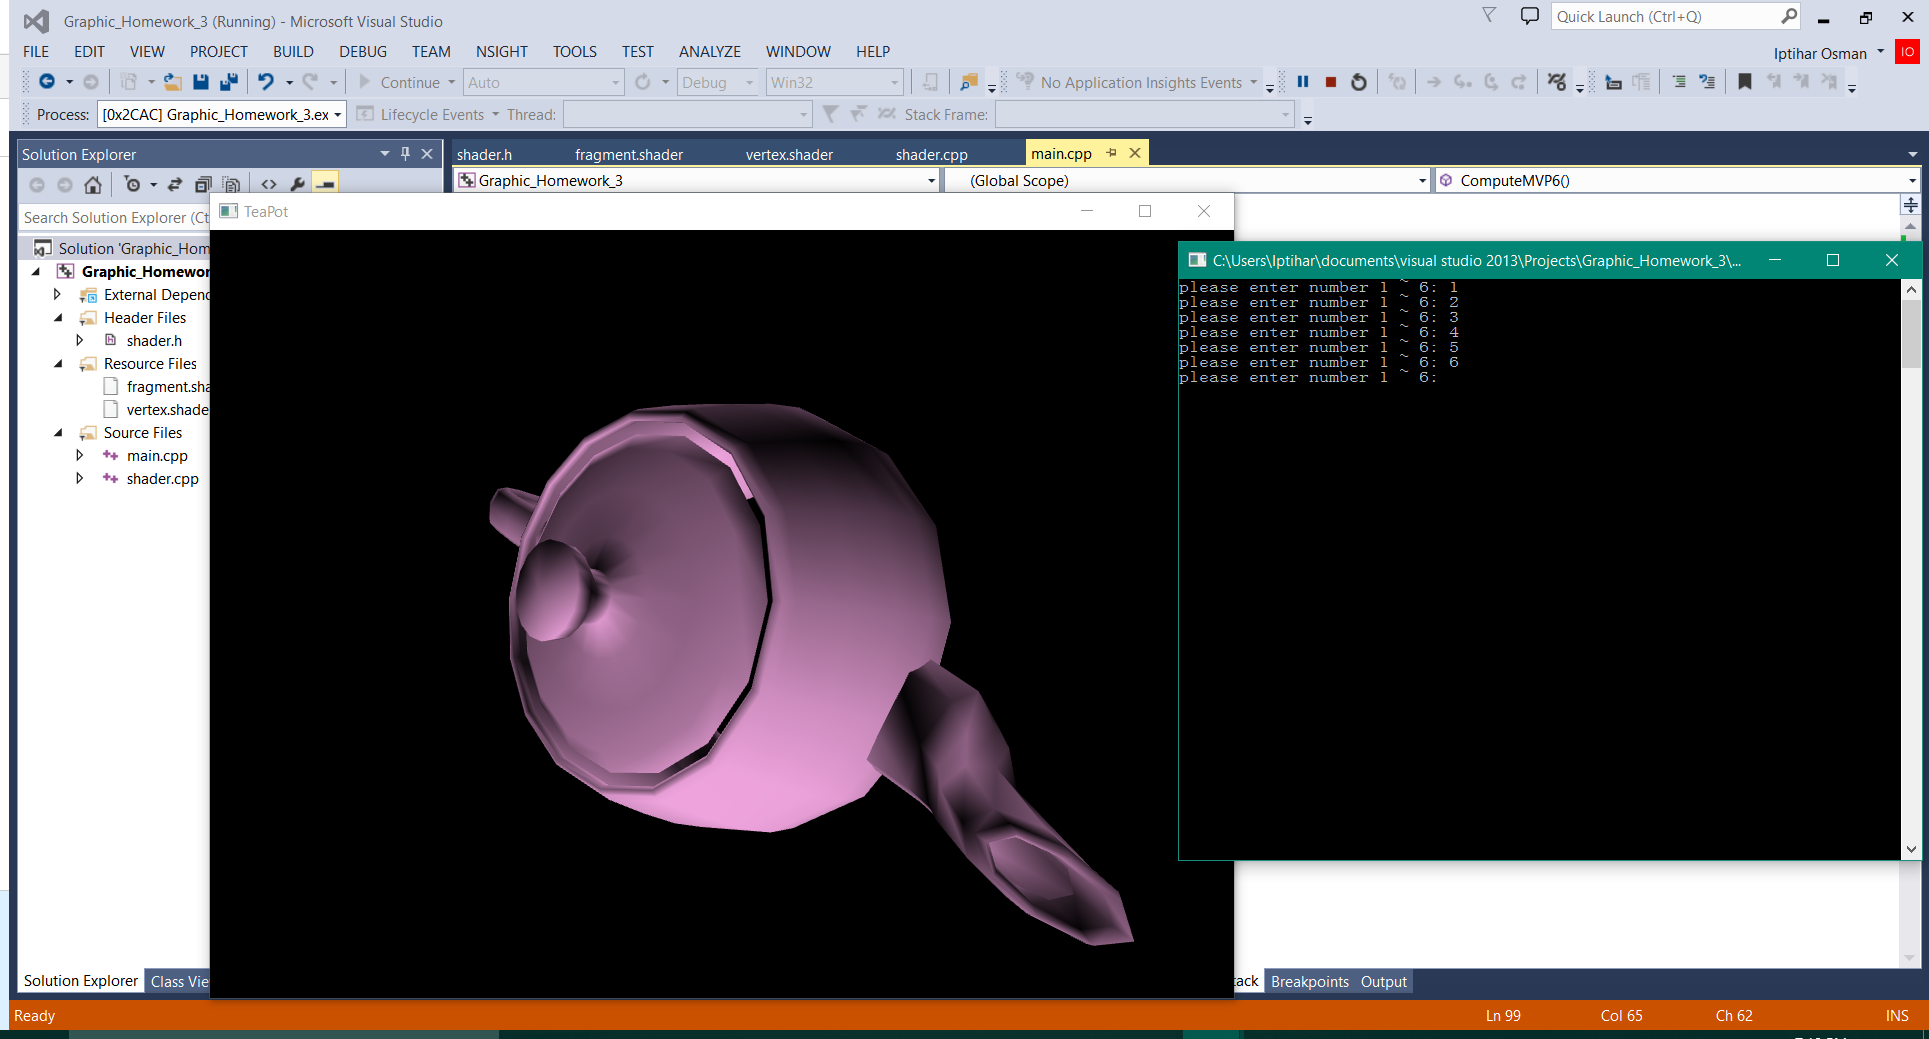 Graphic_Homework_3 (Running) - Microsoft Visual Studio
Quick Launch (Ctrl+Q)
FILE EDIT VIEW PROJECT BUILD DEBUG TEAM NSIGHT TOOLS TEST ANALYZE WINDOW HELP
Iptihar Osman IO
Continue Auto Debug Win32 No Application Insights Events
Process: [0x2CAC] Graphic_Homework_3.ex Lifecycle Events Thread: Stack Frame:
Solution Explorer
shader.h fragment.shader vertex.shader shader.cpp main.cpp
Graphic_Homework_3 (Global Scope) ComputeMVP6()
Search Solution Explorer (Ct
TeaPot
Solution 'Graphic_Hom
Graphic_Homewor
External Depend
Header Files
shader.h
Resource Files
fragment.sha
vertex.shade
Source Files
main.cpp
shader.cpp
C:\Users\Iptihar\documents\visual studio 2013\Projects\Graphic_Homework_3\...
please enter number 1 ~ 6: 1
please enter number 1 ~ 6: 2
please enter number 1 ~ 6: 3
please enter number 1 ~ 6: 4
please enter number 1 ~ 6: 5
please enter number 1 ~ 6: 6
please enter number 1 ~ 6:
Solution Explorer Class Vie
tack Breakpoints Output
Ready Ln 99 Col 65 Ch 62 INS